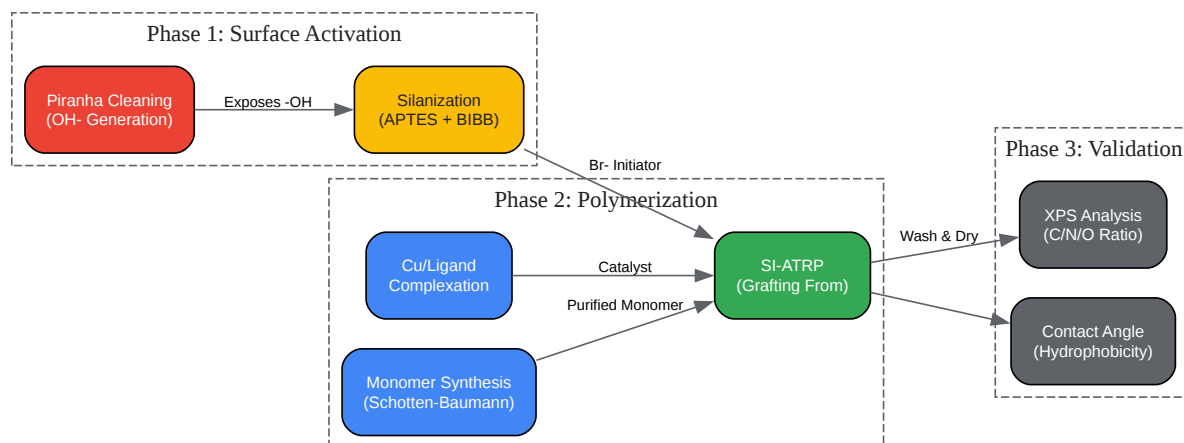 Phase 1: Surface Activation
Piranha Cleaning
(OH- Generation)
Exposes -OH
Silanization
(APTES + BIBB)
Br- Initiator
Phase 2: Polymerization
Cu/Ligand
Complexation
Catalyst
Purified Monomer
Monomer Synthesis
(Schotten-Baumann)
SI-ATRP
(Grafting From)
Wash & Dry
Phase 3: Validation
XPS Analysis
(C/N/O Ratio)
Contact Angle
(Hydrophobicity)